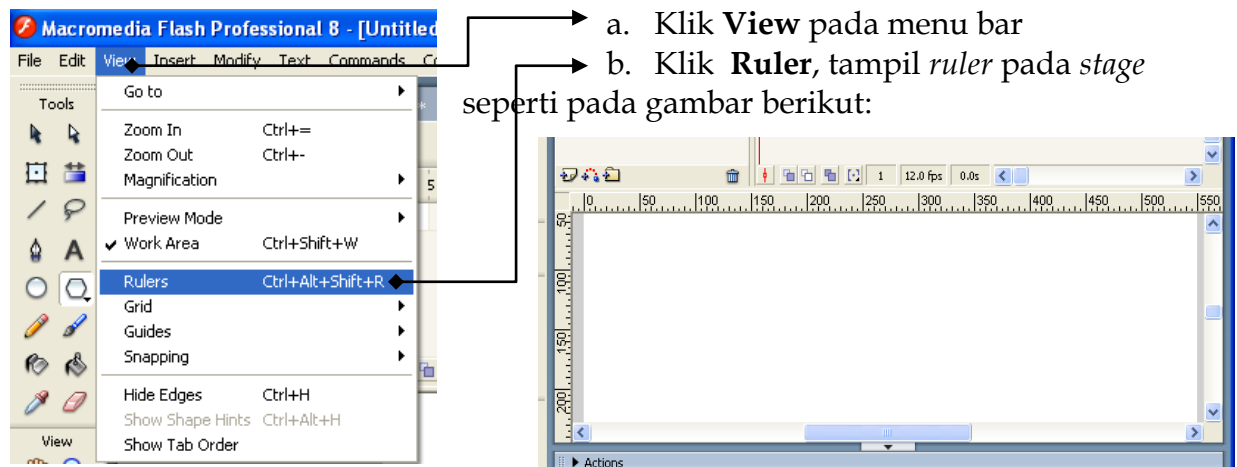 Macromedia Flash Professional 8 - [Untitled
File Edit View Insert Modify Text Commands
Tools
View
Go to
Zoom In Ctrl+=
Zoom Out Ctrl+-
Magnification
Preview Mode
Work Area Ctrl+Shift+W
Rulers Ctrl+Alt+Shift+R
Grid
Guides
Snapping
Hide Edges Ctrl+H
Show Shape Hints Ctrl+Alt+H
Show Tab Order
5
a. Klik View pada menu bar
b. Klik Ruler, tampil ruler pada stage
seperti pada gambar berikut:
1 12.0 fps 0.0s
0 50 100 150 200 250 300 350 400 450 500 550
50
100
150
200
Actions